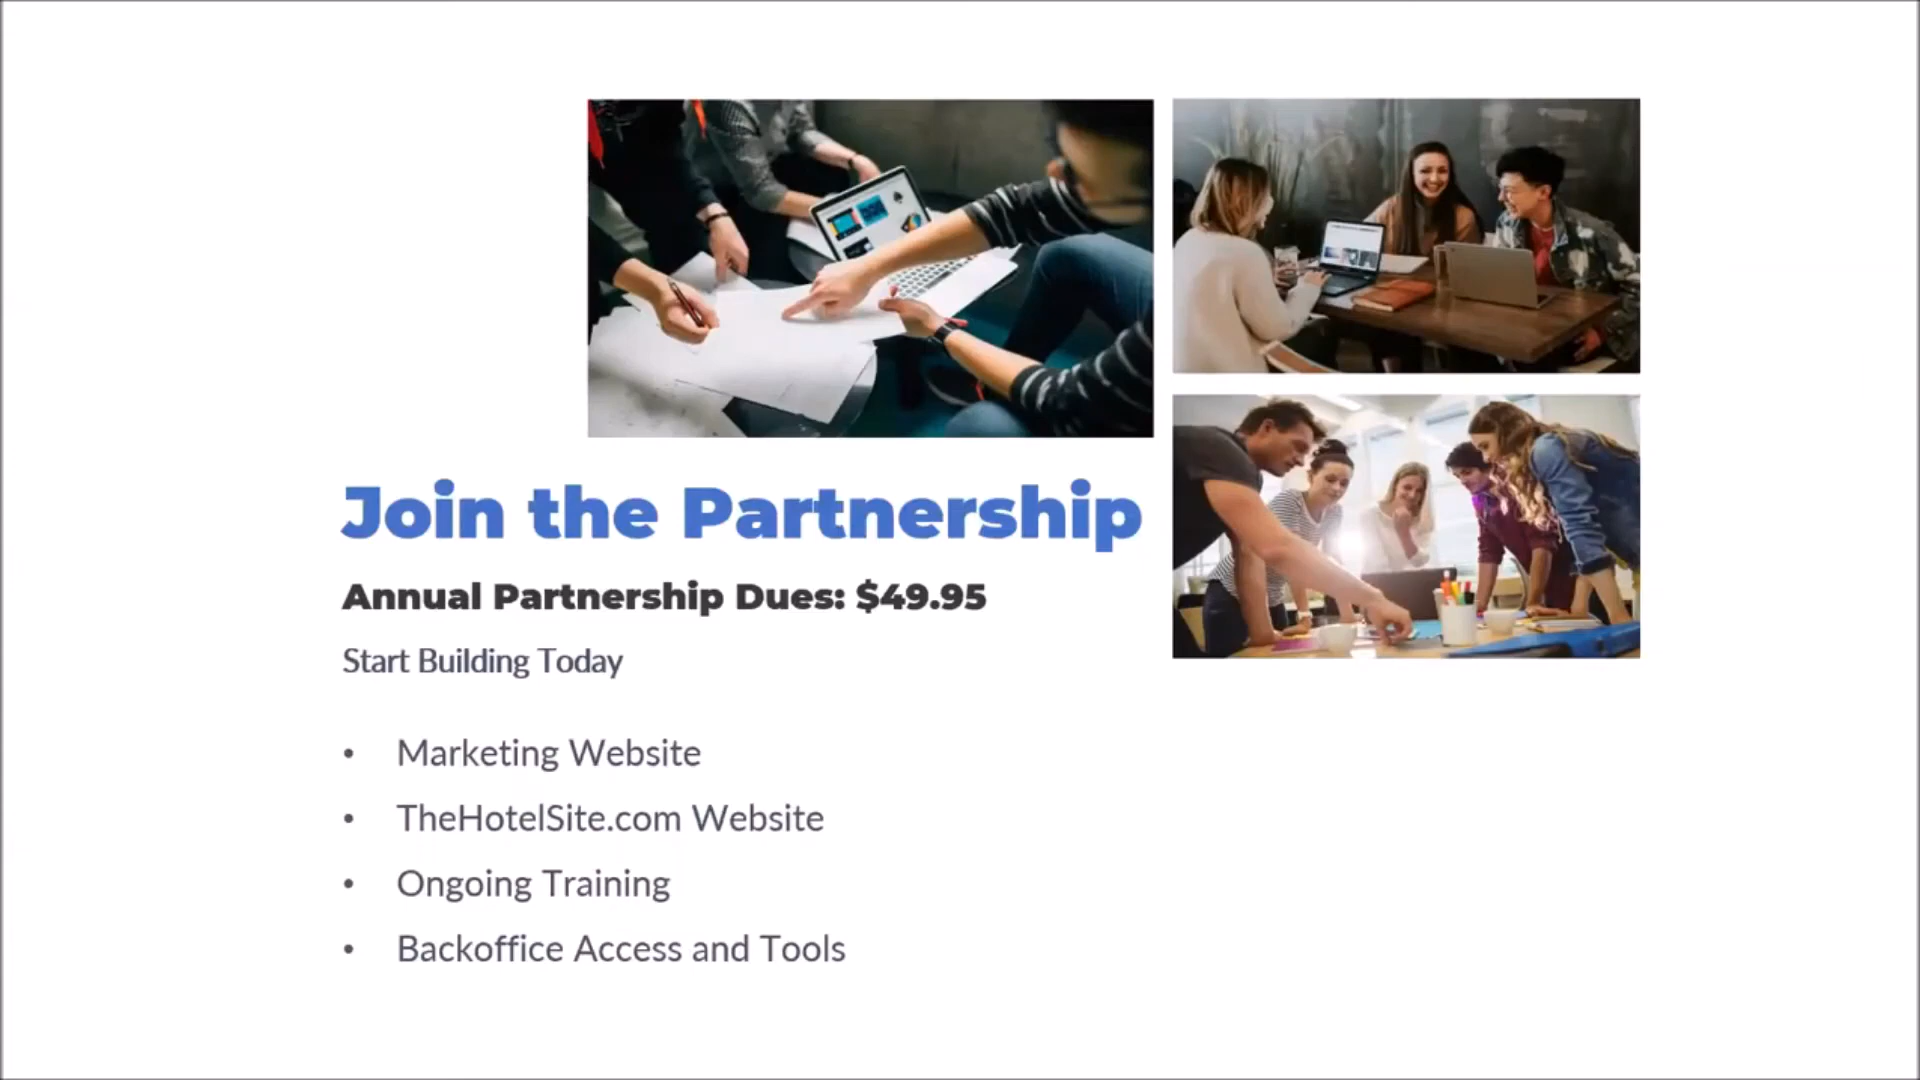 Join the Partnership
Annual Partnership Dues: $49.95
Start Building Today
• Marketing Website
• TheHotelSite.com Website
• Ongoing Training
• Backoffice Access and Tools